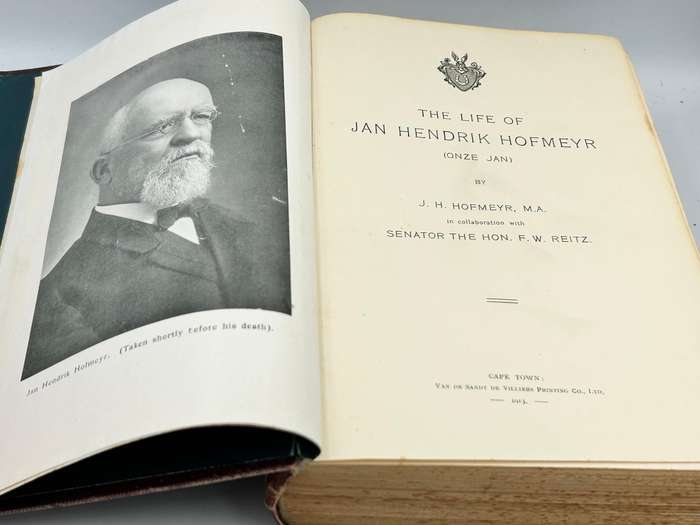 Jan Hendrik Hofmeyr. (Taken shortly before his death).
THE LIFE OF
JAN HENDRIK HOFMEYR
(ONZE JAN)
BY
J. H. HOFMEYR, M.A.
in collaboration with
SENATOR THE HON. F. W. REITZ.
CAPE TOWN:
VAN DE SANDT DE VILLIERS PRINTING CO., LTD.
— 1913. —